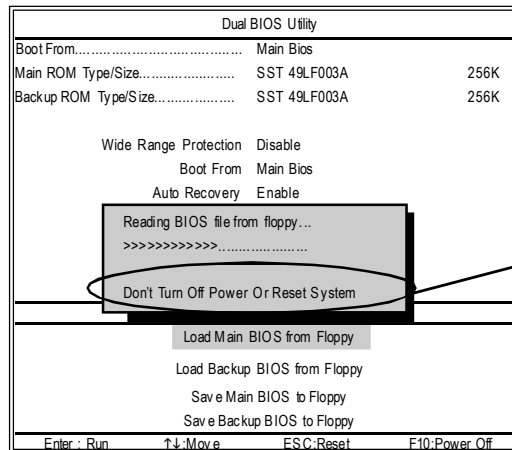 Dual BIOS Utility
Boot From.................................... Main Bios
Main ROM Type/Size...................... SST 49LF003A 256K
Backup ROM Type/Size.................. SST 49LF003A 256K
Wide Range Protection Disable
Boot From Main Bios
Auto Recovery Enable
Reading BIOS file from floppy...
>>>>>>>>>>>>....................
Don't Turn Off Power Or Reset System
Load Main BIOS from Floppy
Load Backup BIOS from Floppy
Save Main BIOS to Floppy
Save Backup BIOS to Floppy
Enter : Run ↑↓:Move ESC:Reset F10:Power Off